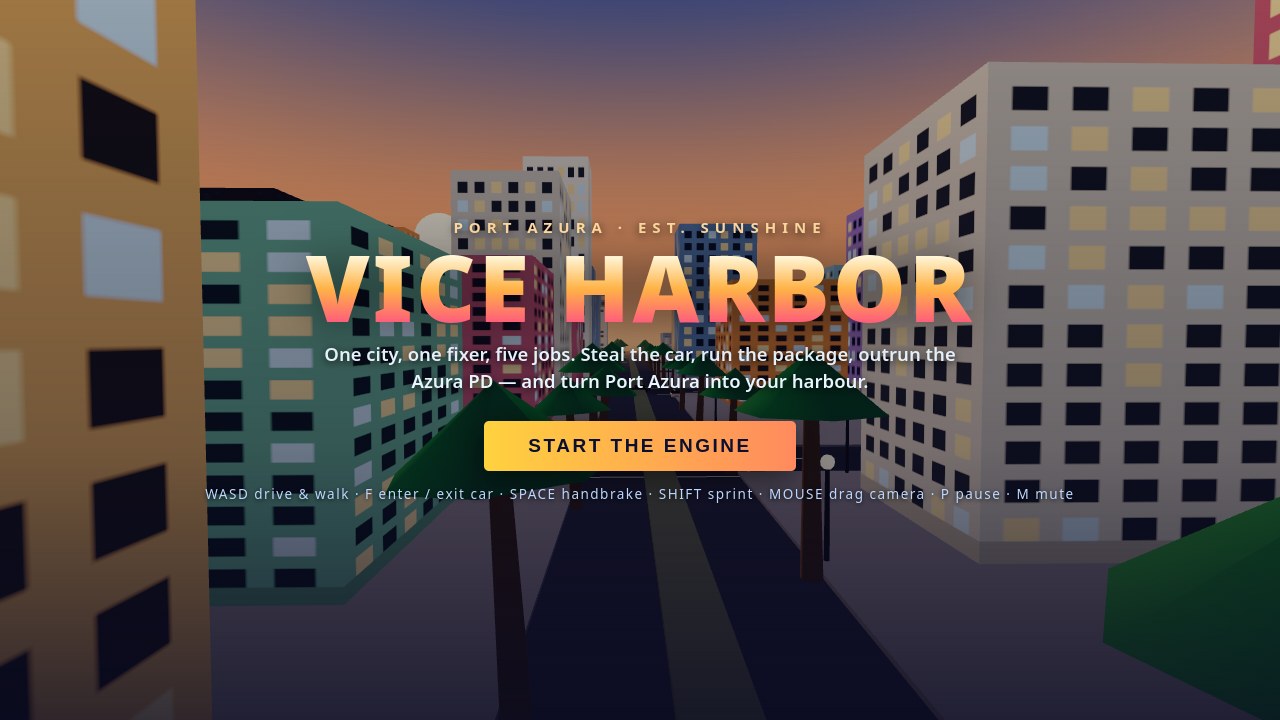 PORT AZURA · EST. SUNSHINE
VICE HARBOR
One city, one fixer, five jobs. Steal the car, run the package, outrun the
Azura PD — and turn Port Azura into your harbour.
START THE ENGINE
WASD drive & walk · F enter / exit car · SPACE handbrake · SHIFT sprint · MOUSE drag camera · P pause · M mute